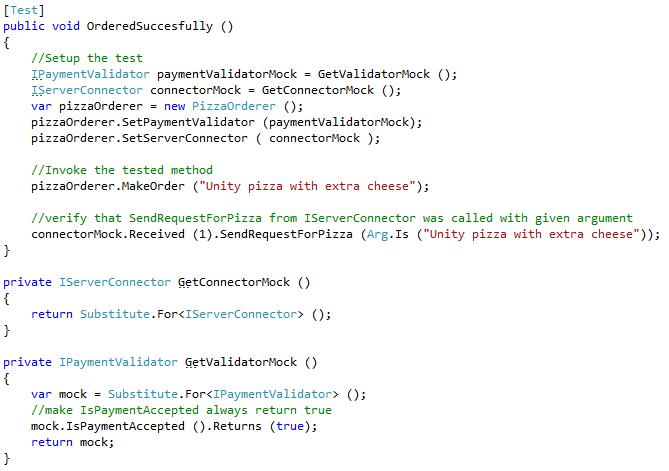 [Test]
public void OrderedSuccesfully ()
{
    //Setup the test
    IPaymentValidator paymentValidatorMock = GetValidatorMock ();
    IServerConnector connectorMock = GetConnectorMock ();
    var pizzaOrderer = new PizzaOrderer ();
    pizzaOrderer.SetPaymentValidator (paymentValidatorMock);
    pizzaOrderer.SetServerConnector ( connectorMock );

    //Invoke the tested method
    pizzaOrderer.MakeOrder ("Unity pizza with extra cheese");

    //verify that SendRequestForPizza from IServerConnector was called with given argument
    connectorMock.Received (1).SendRequestForPizza (Arg.Is ("Unity pizza with extra cheese"));
}

private IServerConnector GetConnectorMock ()
{
    return Substitute.For<IServerConnector> ();
}

private IPaymentValidator GetValidatorMock ()
{
    var mock = Substitute.For<IPaymentValidator> ();
    //make IsPaymentAccepted always return true
    mock.IsPaymentAccepted ().Returns (true);
    return mock;
}